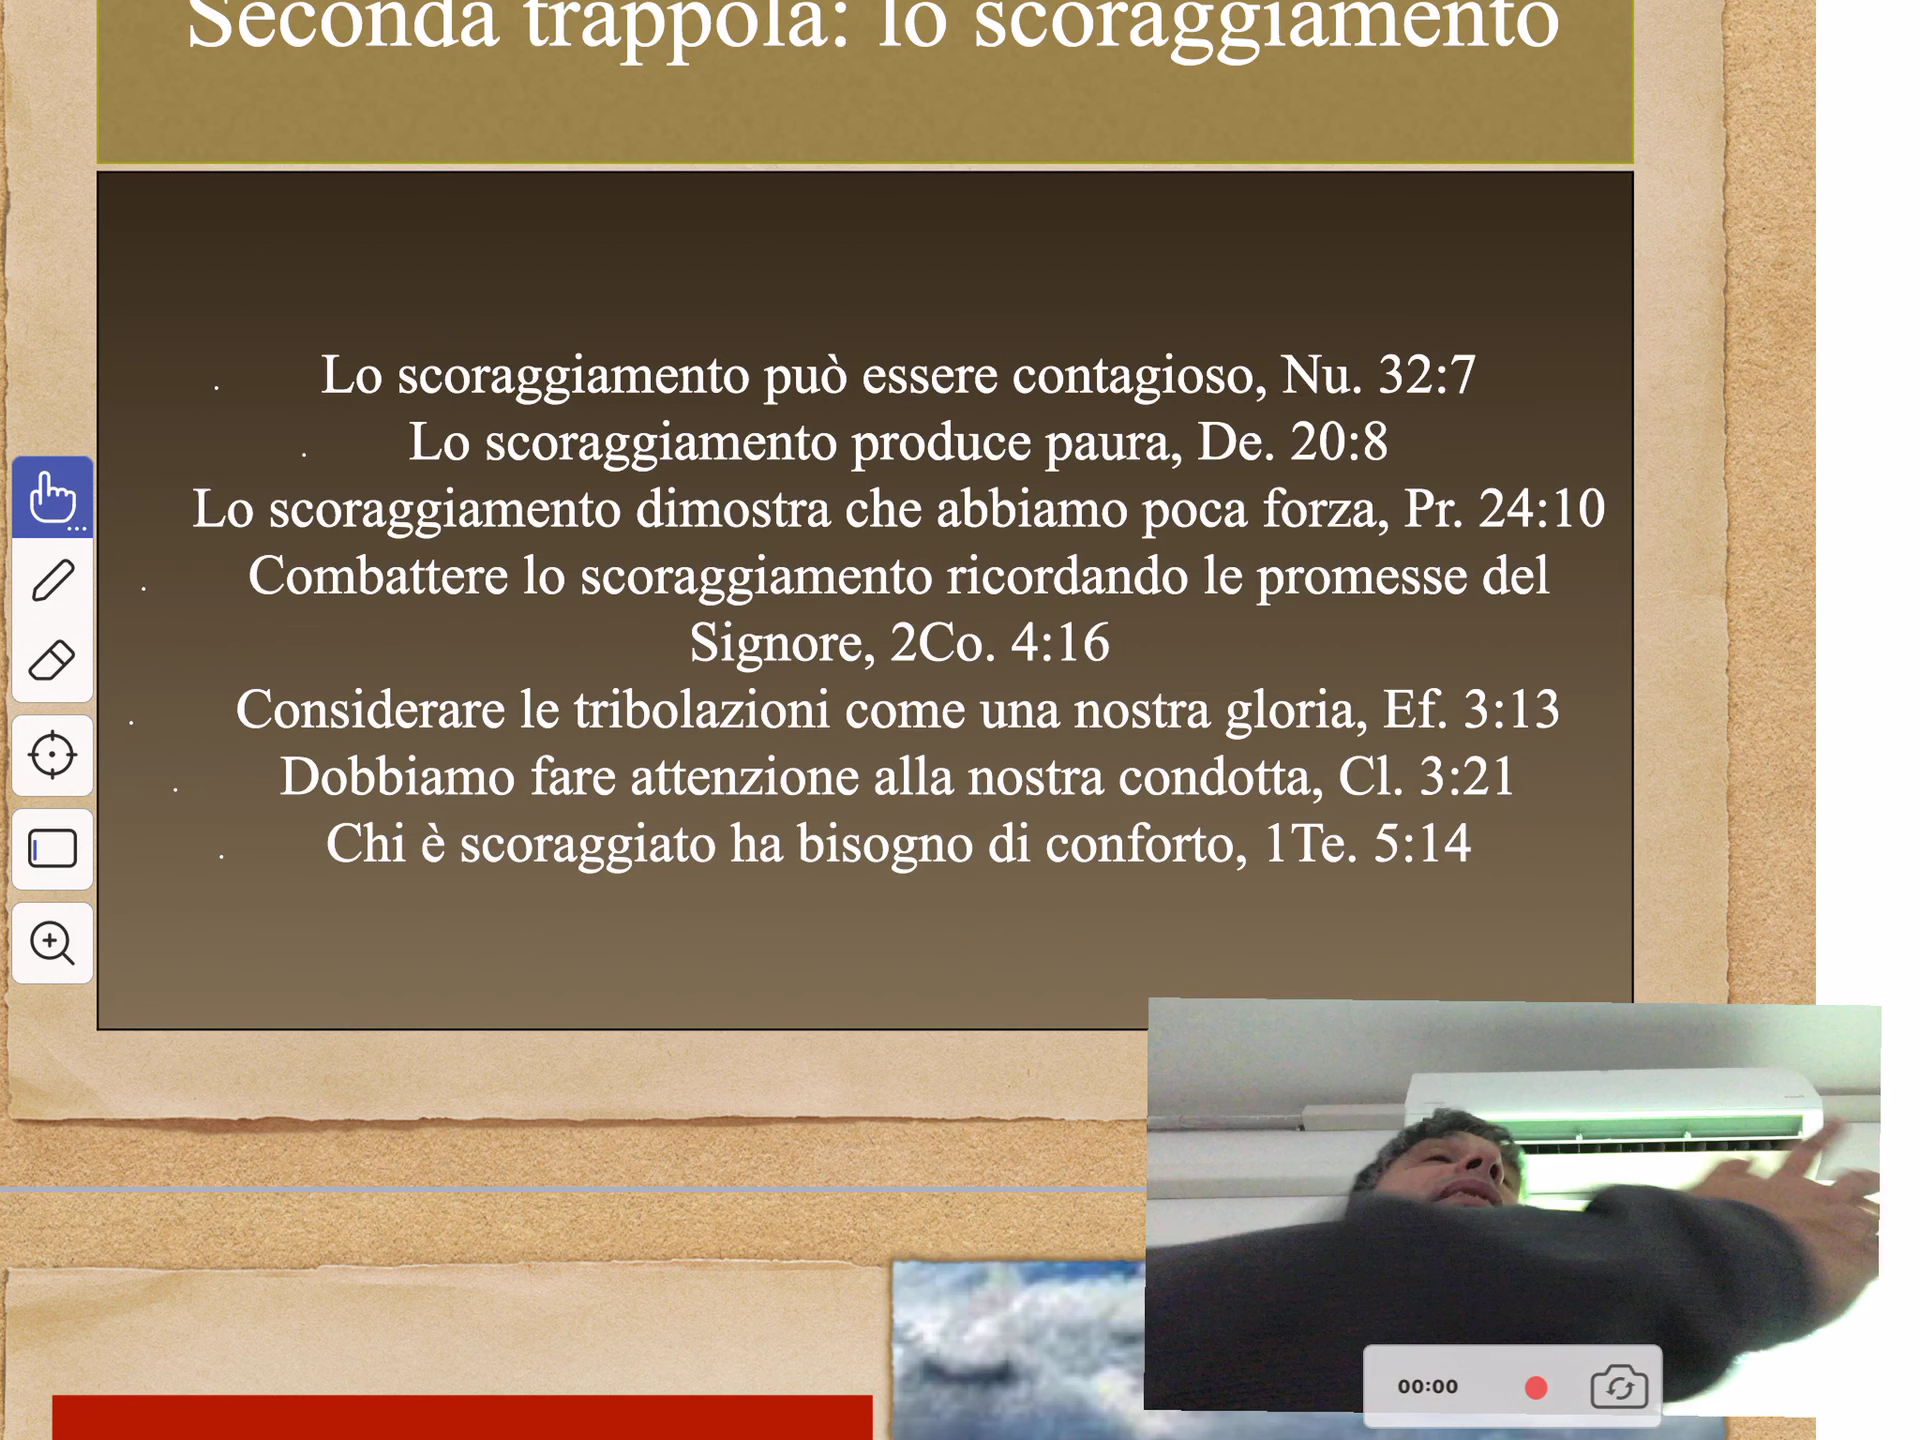 Seconda trappola: lo scoraggiamento
. Lo scoraggiamento può essere contagioso, Nu. 32:7
. Lo scoraggiamento produce paura, De. 20:8
Lo scoraggiamento dimostra che abbiamo poca forza, Pr. 24:10
. Combattere lo scoraggiamento ricordando le promesse del
Signore, 2Co. 4:16
. Considerare le tribolazioni come una nostra gloria, Ef. 3:13
. Dobbiamo fare attenzione alla nostra condotta, Cl. 3:21
. Chi è scoraggiato ha bisogno di conforto, 1Te. 5:14
00:00